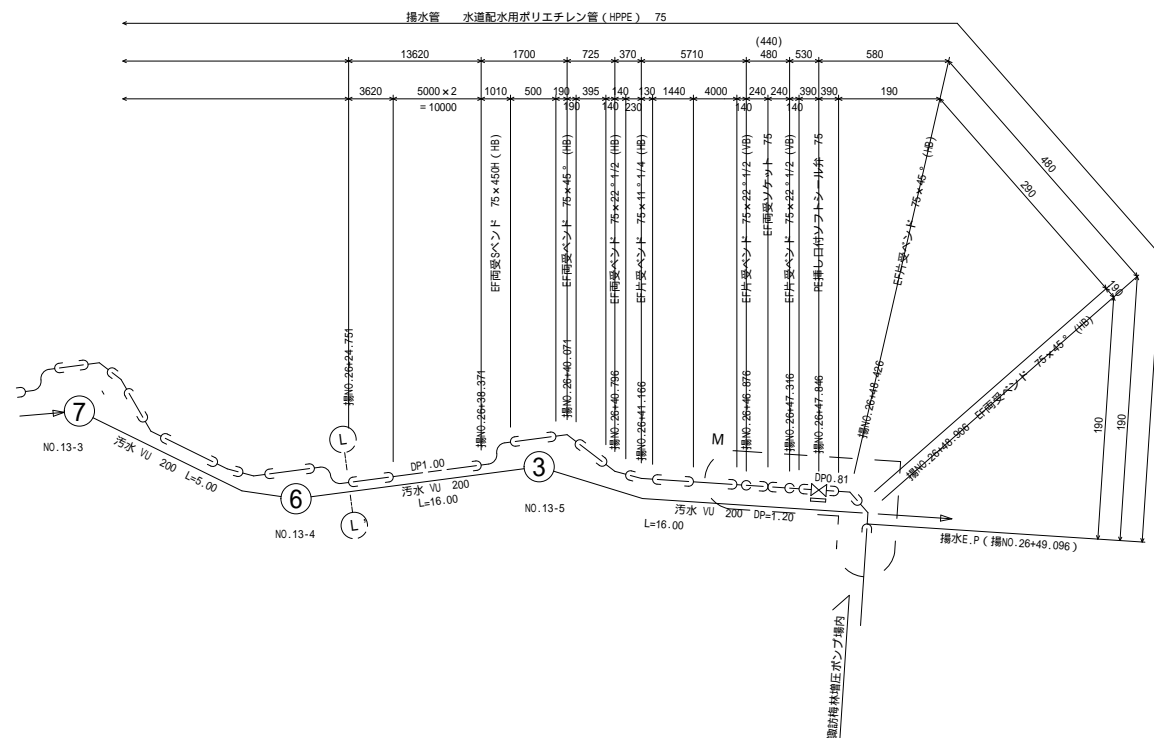 揚水管　水道配水用ポリエチレン管(HPPE)　75
(440)
13620 1700 725 370 5710 480 530 580
3620 5000×2 1010 500 190 395 140 130 1440 4000 240 240 390 390 190
= 10000 190 140 230 140 140
EF両受Sベンド 75×450H (HB)
EF両受ベンド 75×45° (HB)
EF両受ベンド 75×22°1/2 (HB)
EF片受ベンド 75×11°1/4 (HB)
EF片受ベンド 75×22°1/2 (VB)
EF両受ソケット 75
EF片受ベンド 75×22°1/2 (VB)
PE挿し口付ソフトシール弁 75
EF片受ベンド 75×45° (HB)
480
290
190
揚NO.26+24.751
揚NO.26+38.371
揚NO.26+40.071
揚NO.26+40.796
揚NO.26+41.166
揚NO.26+46.876
揚NO.26+47.316
揚NO.26+47.846
揚NO.26+48.426
揚NO.26+48.906 EF両受ベンド 75×45° (HB)
190
190
7
NO.13-3
汚水 VU 200
L=5.00
6
NO.13-4
L
L'
DP1.00
汚水 VU 200
L=16.00
3
NO.13-5
M
DP0.81
L=16.00
汚水 VU 200 DP=1.20
揚水E.P(揚NO.26+49.096)
諏訪梅林増圧ポンプ場内